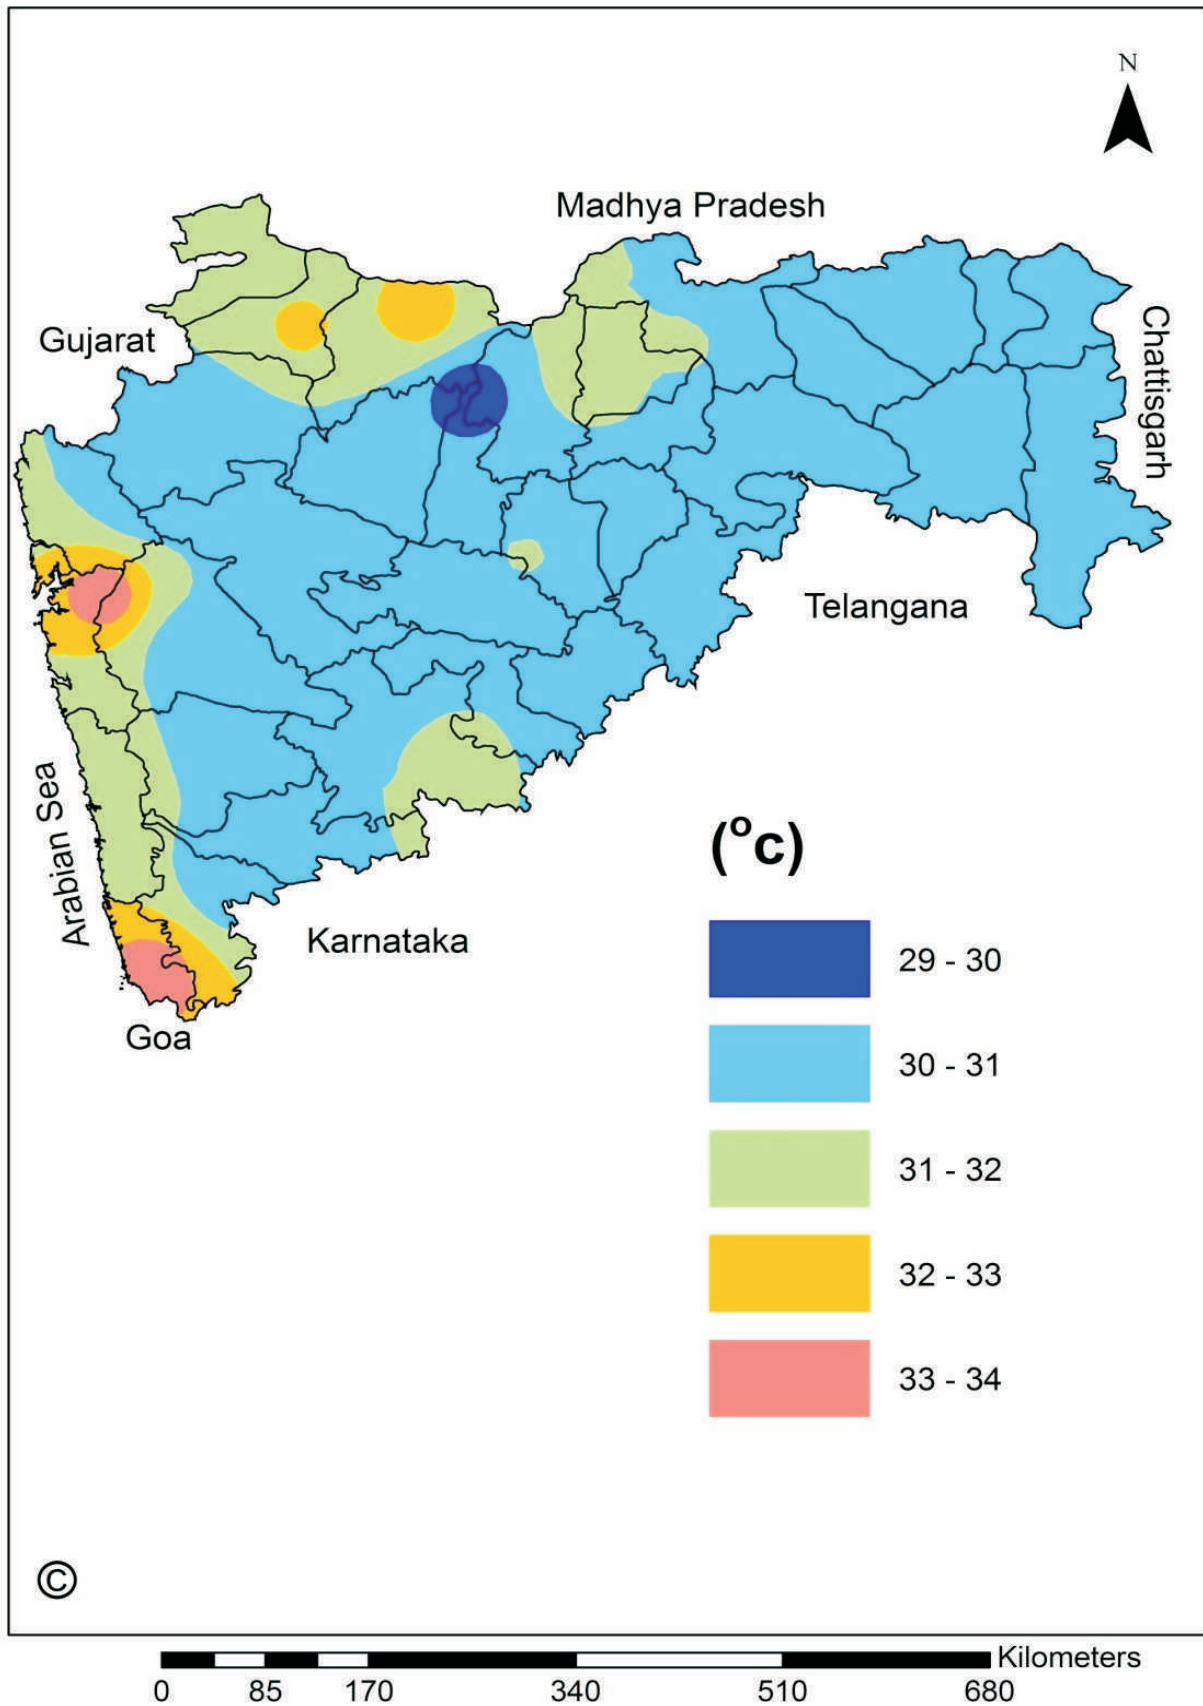 N
Madhya Pradesh
Gujarat
Chattisgarh
Telangana
Arabian Sea
Karnataka
Goa
(°c)
29 - 30
30 - 31
31 - 32
32 - 33
33 - 34
©
Kilometers
0 85 170 340 510 680